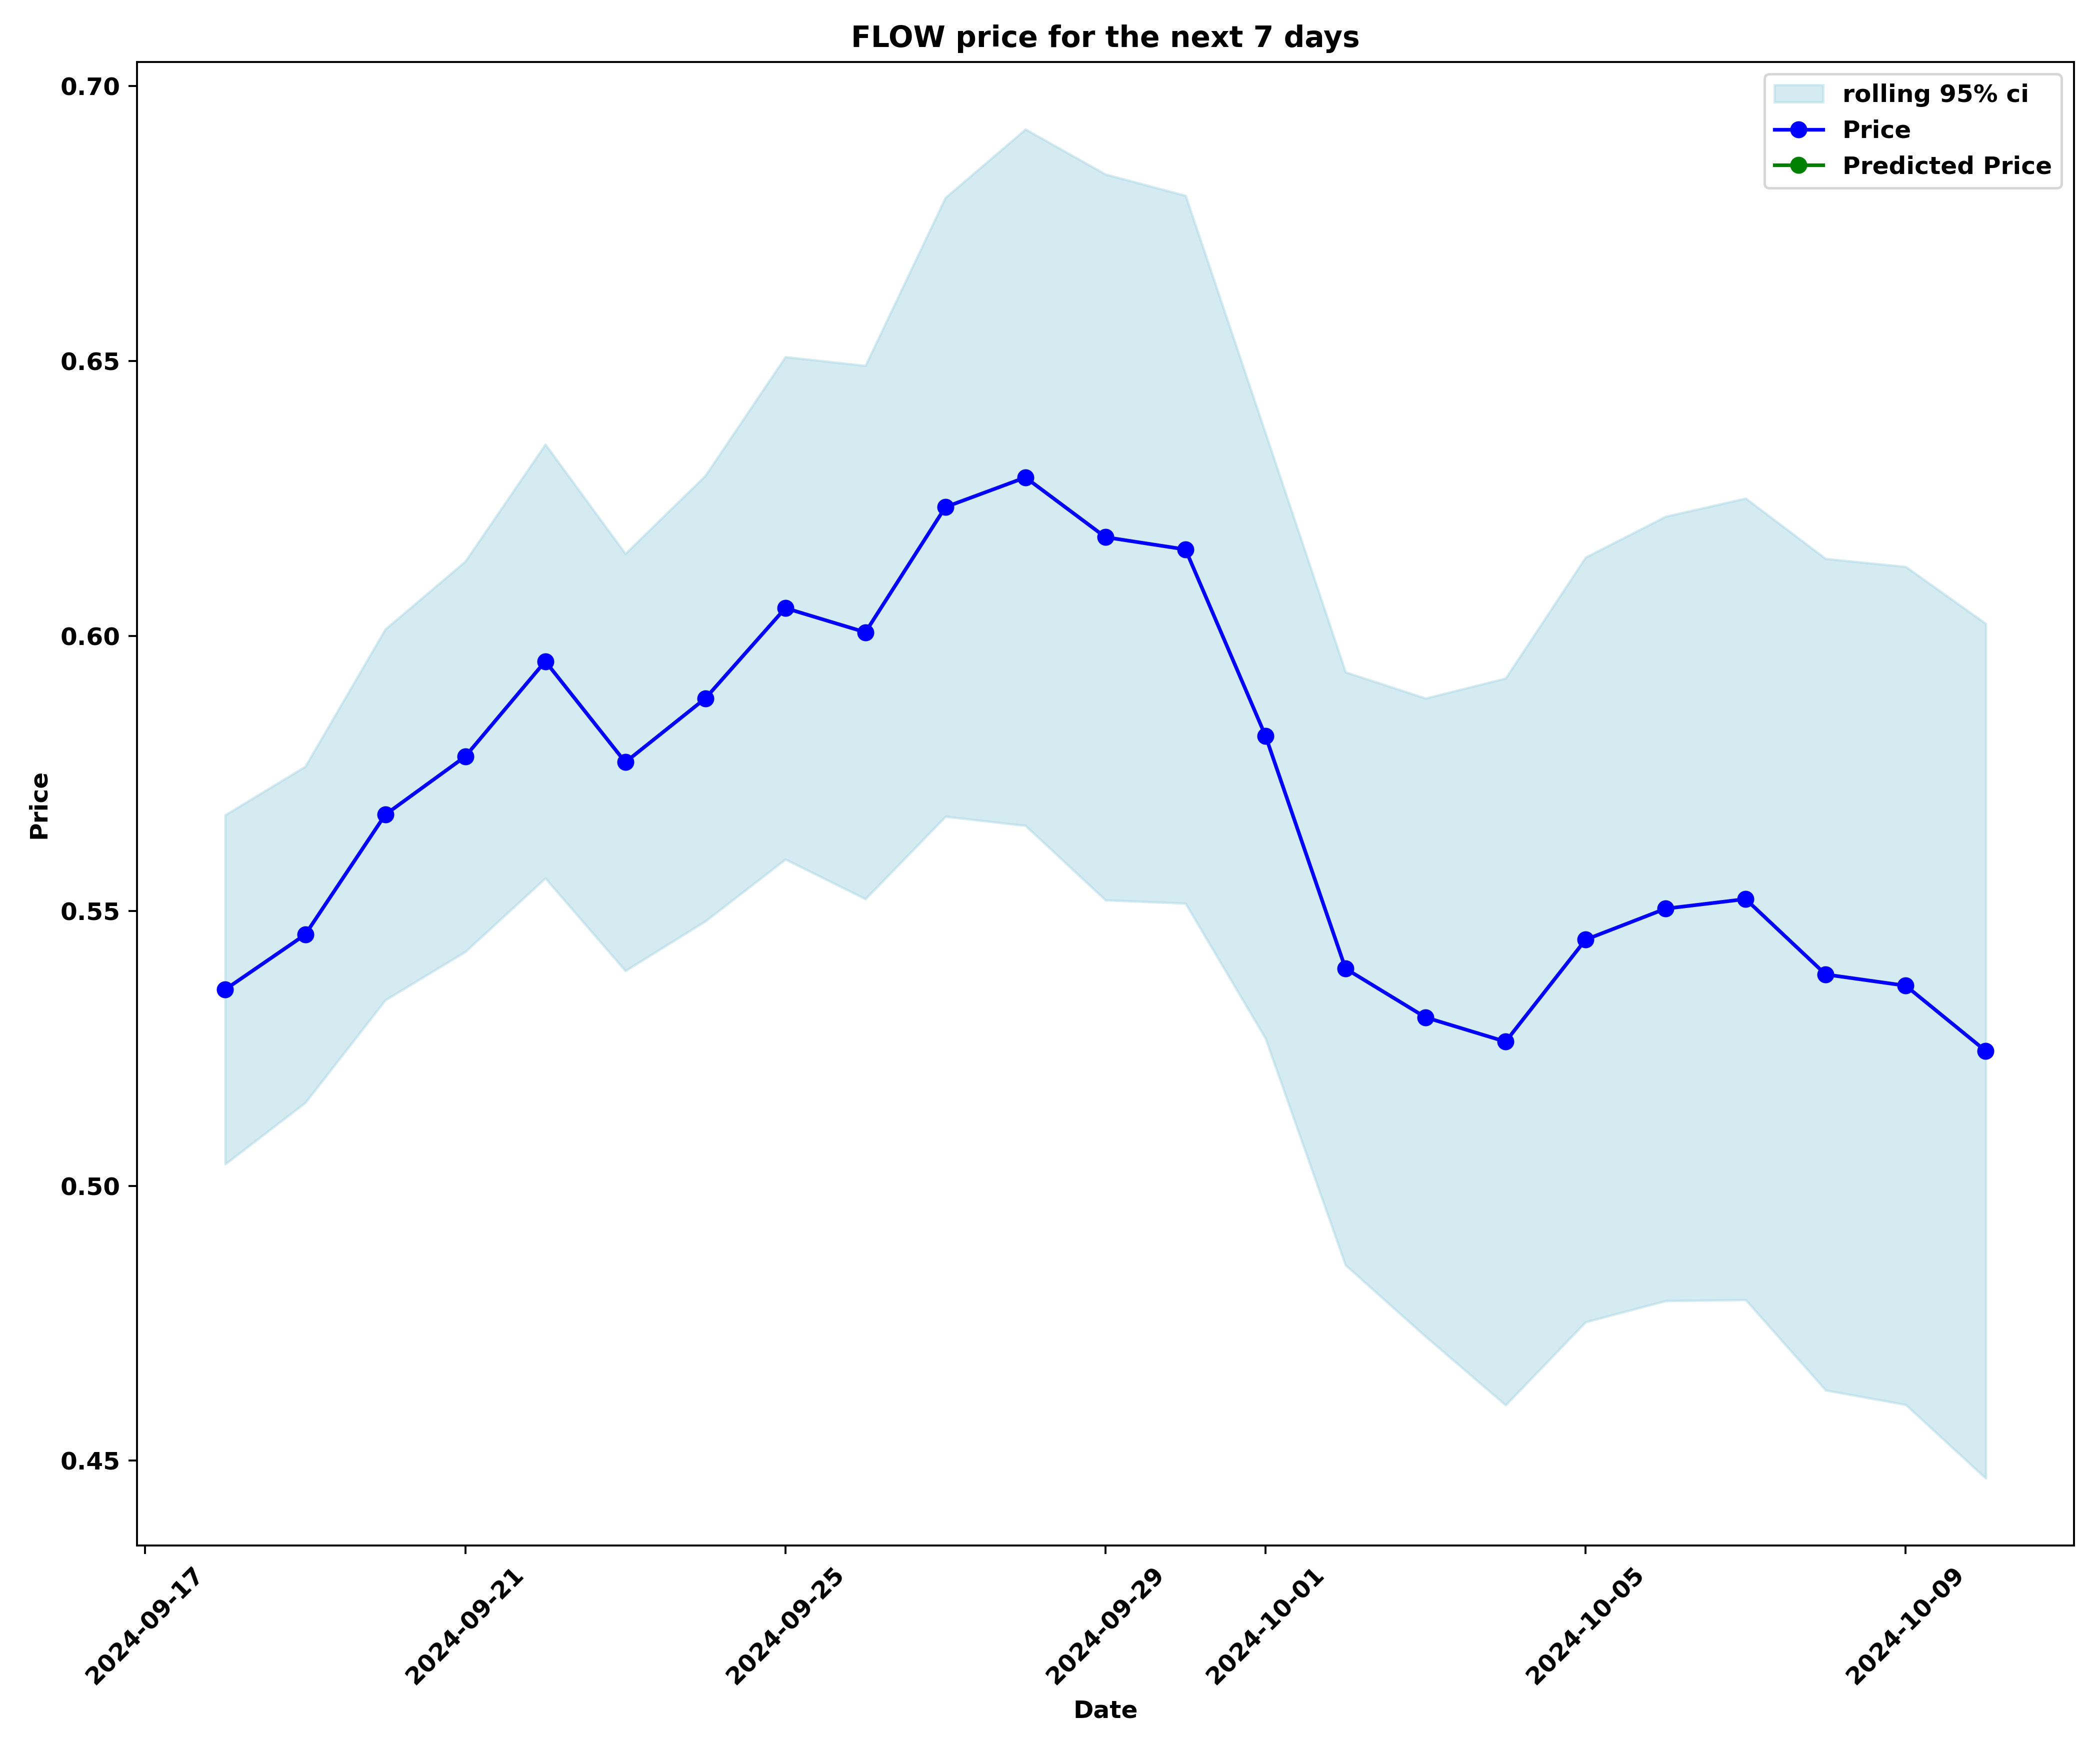 FLOW price for the next 7 days
rolling 95% ci
Price
Predicted Price
0.70
0.65
0.60
0.55
0.50
0.45
Price
2024-09-17
2024-09-21
2024-09-25
2024-09-29
2024-10-01
2024-10-05
2024-10-09
Date